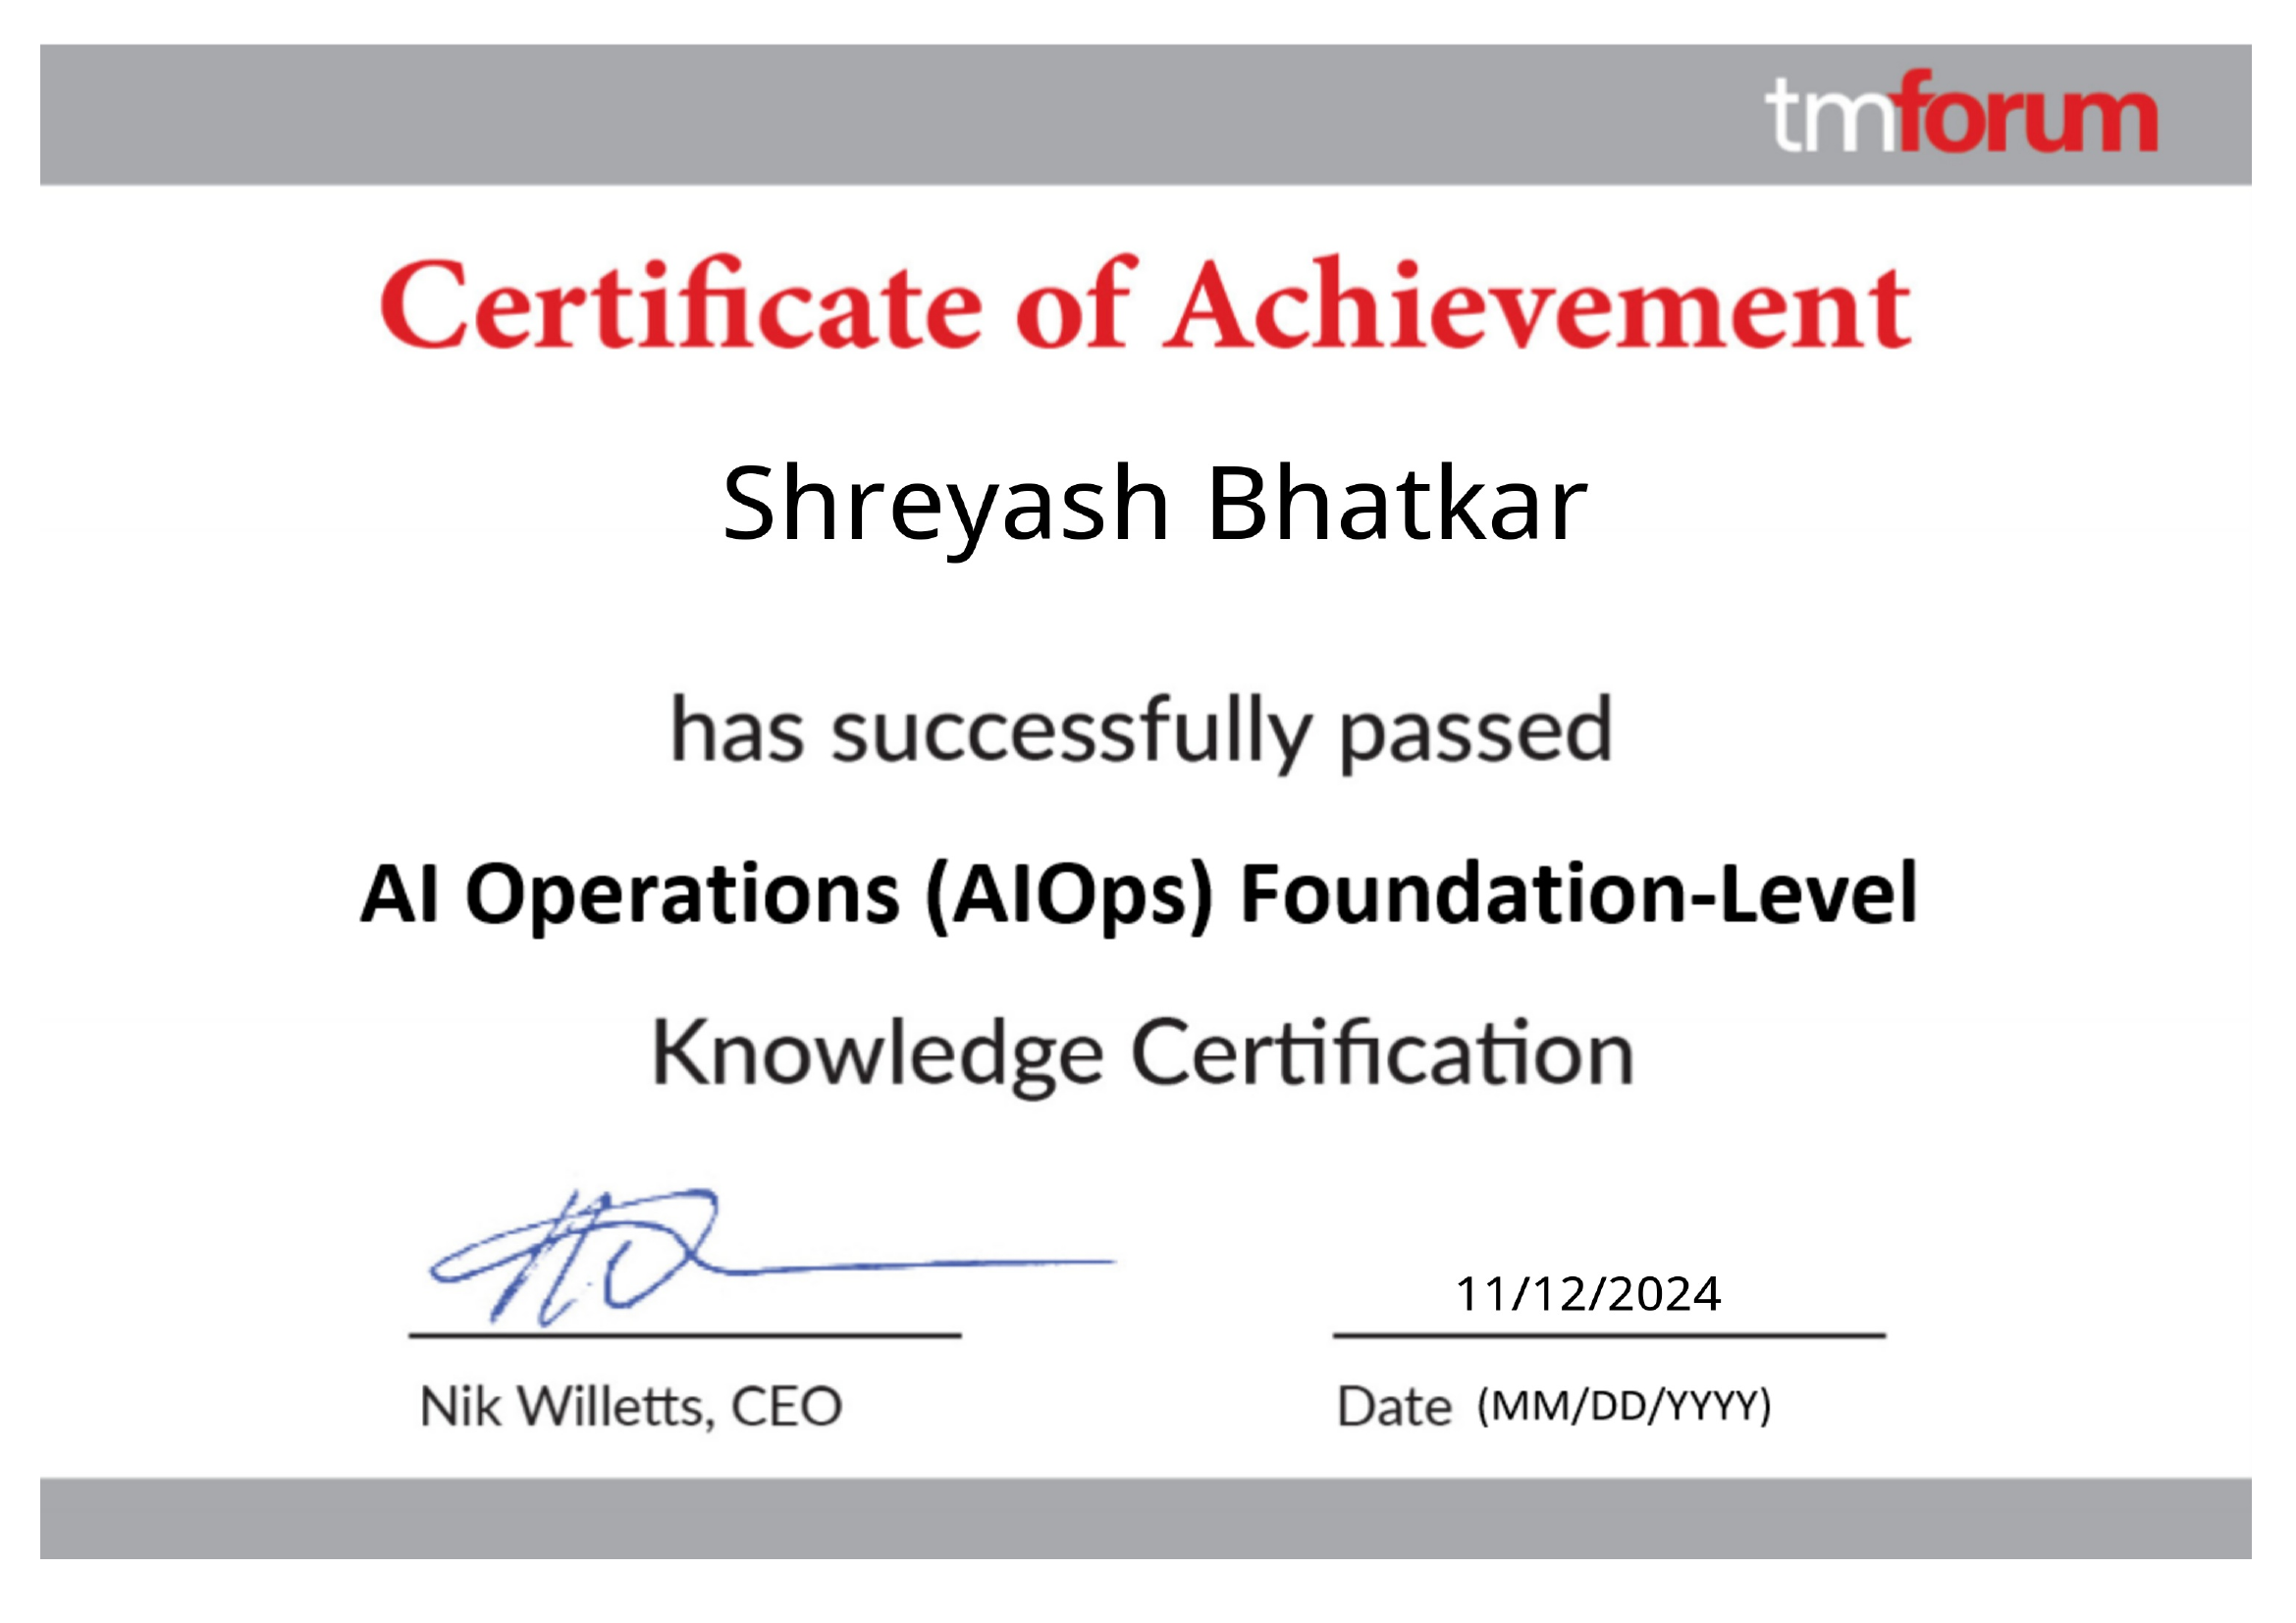 tmforum
Certificate of Achievement
Shreyash Bhatkar
has successfully passed
AI Operations (AIOps) Foundation-Level
Knowledge Certification
11/12/2024
Nik Willetts, CEO
Date (MM/DD/YYYY)